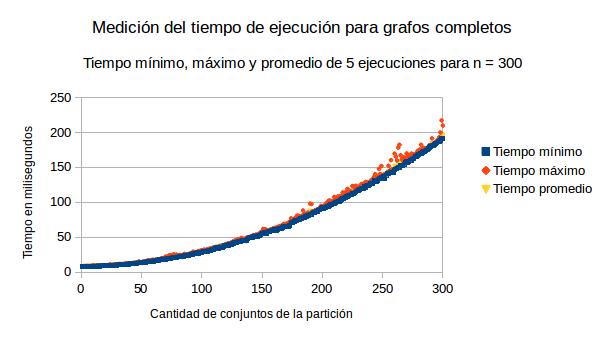 Medición del tiempo de ejecución para grafos completos
Tiempo mínimo, máximo y promedio de 5 ejecuciones para n = 300
250
200
150
100
50
0
Tiempo en milisegundos
0 50 100 150 200 250 300
Cantidad de conjuntos de la partición
Tiempo mínimo
Tiempo máximo
Tiempo promedio